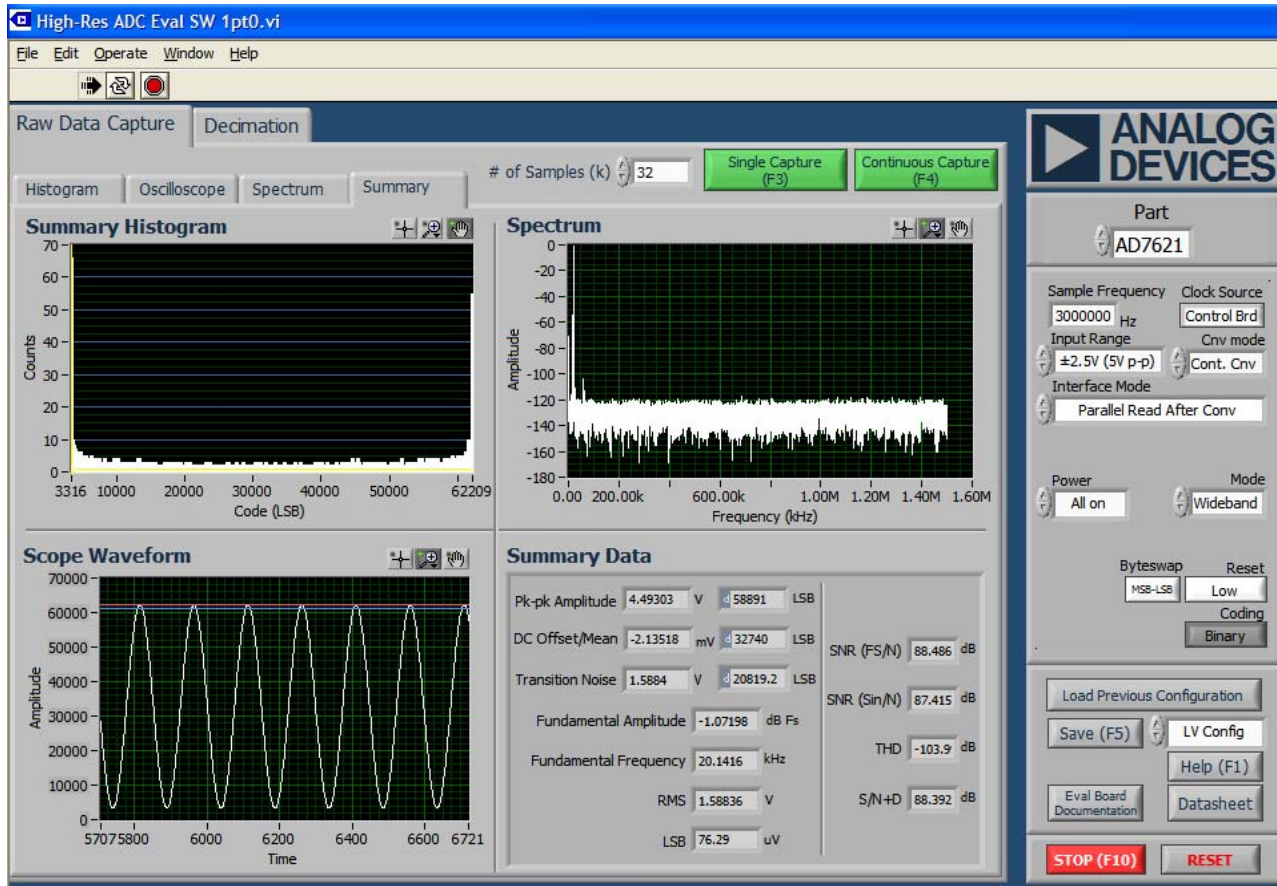 High-Res ADC Eval SW 1pt0.vi
File Edit Operate Window Help
Raw Data Capture Decimation
# of Samples (k) 32 Single Capture (F3) Continuous Capture (F4)
Histogram Oscilloscope Spectrum Summary
Summary Histogram
70
60
50
40
30
20
10
0
Counts
3316 10000 20000 30000 40000 50000 62209
Code (LSB)
Spectrum
0
-20
-40
-60
-80
-100
-120
-140
-160
-180
Amplitude
0.00 200.00k 600.00k 1.00M 1.20M 1.40M 1.60M
Frequency (kHz)
Scope Waveform
70000
60000
50000
40000
30000
20000
10000
0
Amplitude
57075800 6000 6200 6400 6600 6721
Time
Summary Data
Pk-pk Amplitude 4.49303 V d 58891 LSB
DC Offset/Mean -2.13518 mV d 32740 LSB
Transition Noise 1.5884 V d 20819.2 LSB
Fundamental Amplitude -1.07198 dB Fs
Fundamental Frequency 20.1416 kHz
RMS 1.58836 V
LSB 76.29 uV
SNR (FS/N) 88.486 dB
SNR (Sin/N) 87.415 dB
THD -103.9 dB
S/N+D 88.392 dB
ANALOG
DEVICES
Part
AD7621
Sample Frequency Clock Source
3000000 Hz Control Brd
Input Range Cnv mode
±2.5V (5V p-p) Cont. Cnv
Interface Mode
Parallel Read After Conv
Power Mode
All on Wideband
Byteswap Reset
MSB-LSB Low
Coding
Binary
Load Previous Configuration
Save (F5) LV Config
Help (F1)
Eval Board
Documentation
Datasheet
STOP (F10) RESET